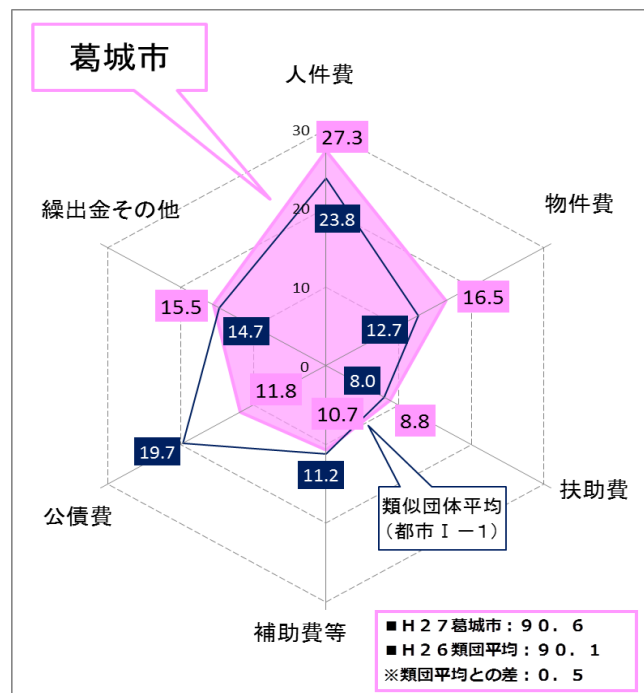 葛城市
人件費
30
27.3
繰出金その他
物件費
20
23.8
10
16.5
15.5
14.7
12.7
0
8.0
11.8
10.7
8.8
19.7
11.2
類似団体平均
（都市Ⅰ－1）
公債費
扶助費
補助費等
■Ｈ２７葛城市：９０．６
■Ｈ２６類団平均：９０．１
※類団平均との差：０．５